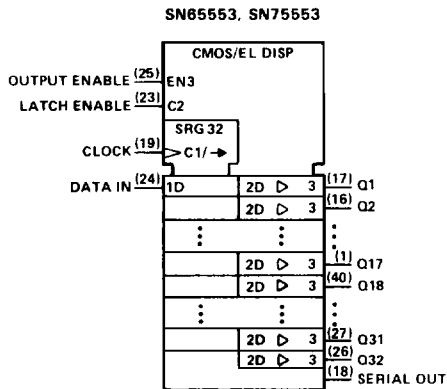 SN65553, SN75553
CMOS/EL DISP
OUTPUT ENABLE (25) EN3
LATCH ENABLE (23) C2
SRG 32
CLOCK (19) C1/→
DATA IN (24) 1D 2D ▷ 3 (17) Q1
2D ▷ 3 (16) Q2
2D ▷ 3 (1) Q17
2D ▷ 3 (40) Q18
2D ▷ 3 (27) Q31
2D ▷ 3 (26) Q32
(18) SERIAL OUT